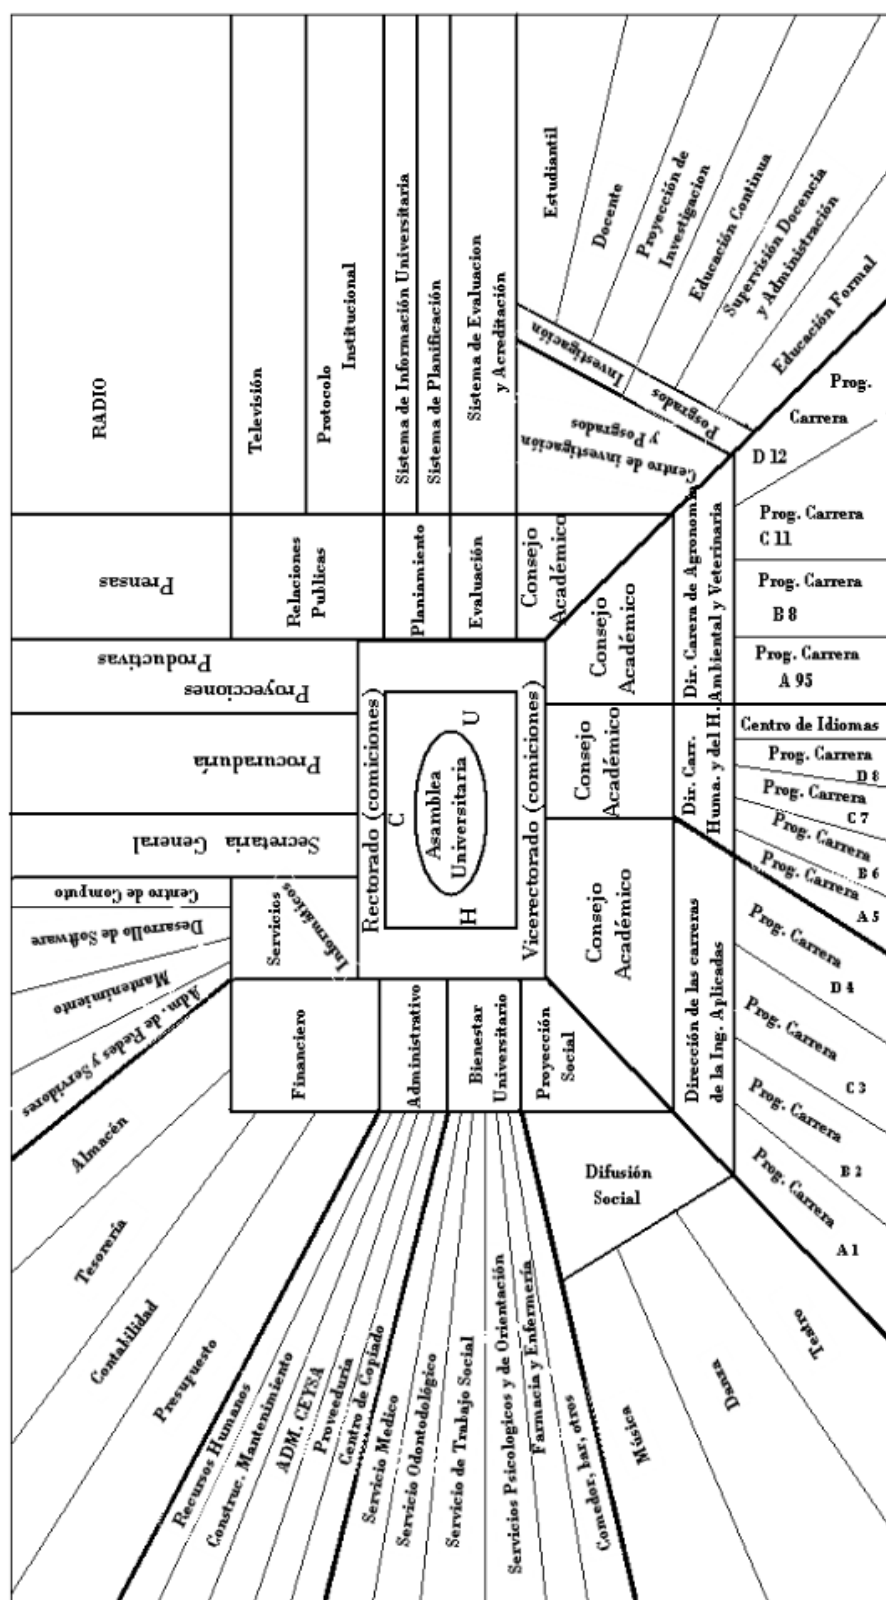 RADIO
Televisión
Protocolo
Institucional
Sistema de Información Universitaria
Sistema de Planificación
Sistema de Evaluacion
y Acreditación
Estudiantil
Docente
Proyección de
Investigacion
Educación Continua
Supervisión Docencia
y Administración
Educación Formal
Investigación
Posgrados
Centro de investigación
y Posgrados
Prensas
Relaciones
Publicas
Planiamiento
Evaluación
Consejo
Académico
Consejo
Académico
Dir. Carera de Agronomía
Ambiental y Veterinaria
Prog.
Carrera
D 12
Prog. Carrera
C 11
Prog. Carrera
B 8
Prog. Carrera
A 95
Proyecciones
Productivas
Procuraduría
Secretaria General
Rectorado (comiciones)
C
U
H
Asamblea
Universitaria
Vicerectorado (comiciones)
Consejo
Académico
Dir. Carr.
Huma. y del H.
Centro de Idiomas
Prog. Carrera
D 8
Prog. Carrera
C 7
Prog. Carrera
B 6
Prog. Carrera
A 5
Centro de Computo
Desarrollo de Software
Mantenimiento
Adm. de Redes y Servidores
Servicios
Informáticos
Consejo
Académico
Dirección de las carreras
de la Ing. Aplicadas
Prog. Carrera
D 4
Prog. Carrera
C 3
Prog. Carrera
B 2
Prog. Carrera
A 1
Financiero
Administrativo
Bienestar
Universitario
Proyección
Social
Difusión
Social
Almacén
Tesorería
Contabilidad
Presupuesto
Recursos Humanos
Construc. Mantenimiento
ADM. CEYSA
Proveeduría
Centro de Copiado
Servicio Medico
Servicio Odontodológico
Servicio de Trabajo Social
Servicios Psicologicos y de Orientación
Farmacia y Enfermería
Comedor, bar, otros
Música
Danza
Teatro